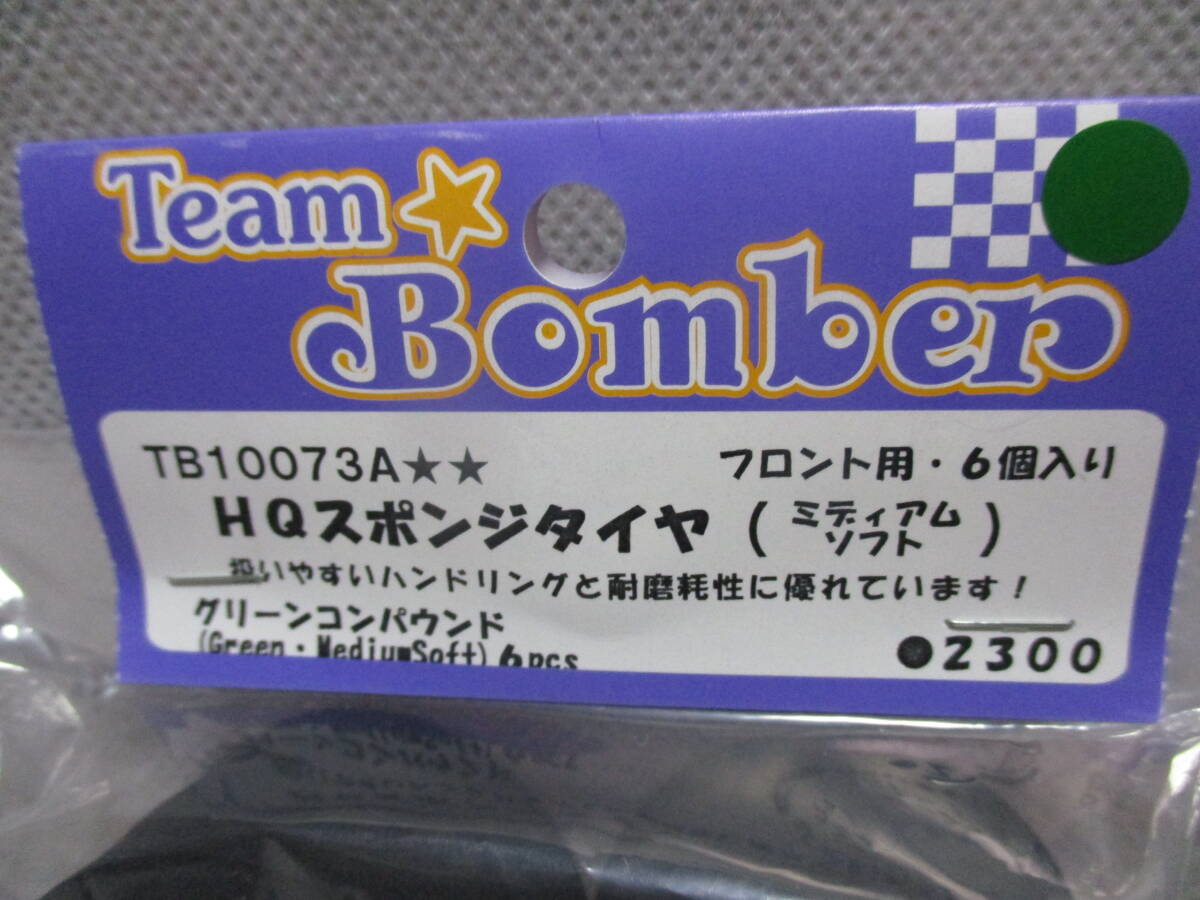 Team☆
Bomber
TB10073A★★ フロント用・6個入り
HQスポンジタイヤ(ミディアム
ソフト)
扱いやすいハンドリングと耐磨耗性に優れています!
グリーンコンパウンド
(Green・MediumSoft)6pcs
●2300